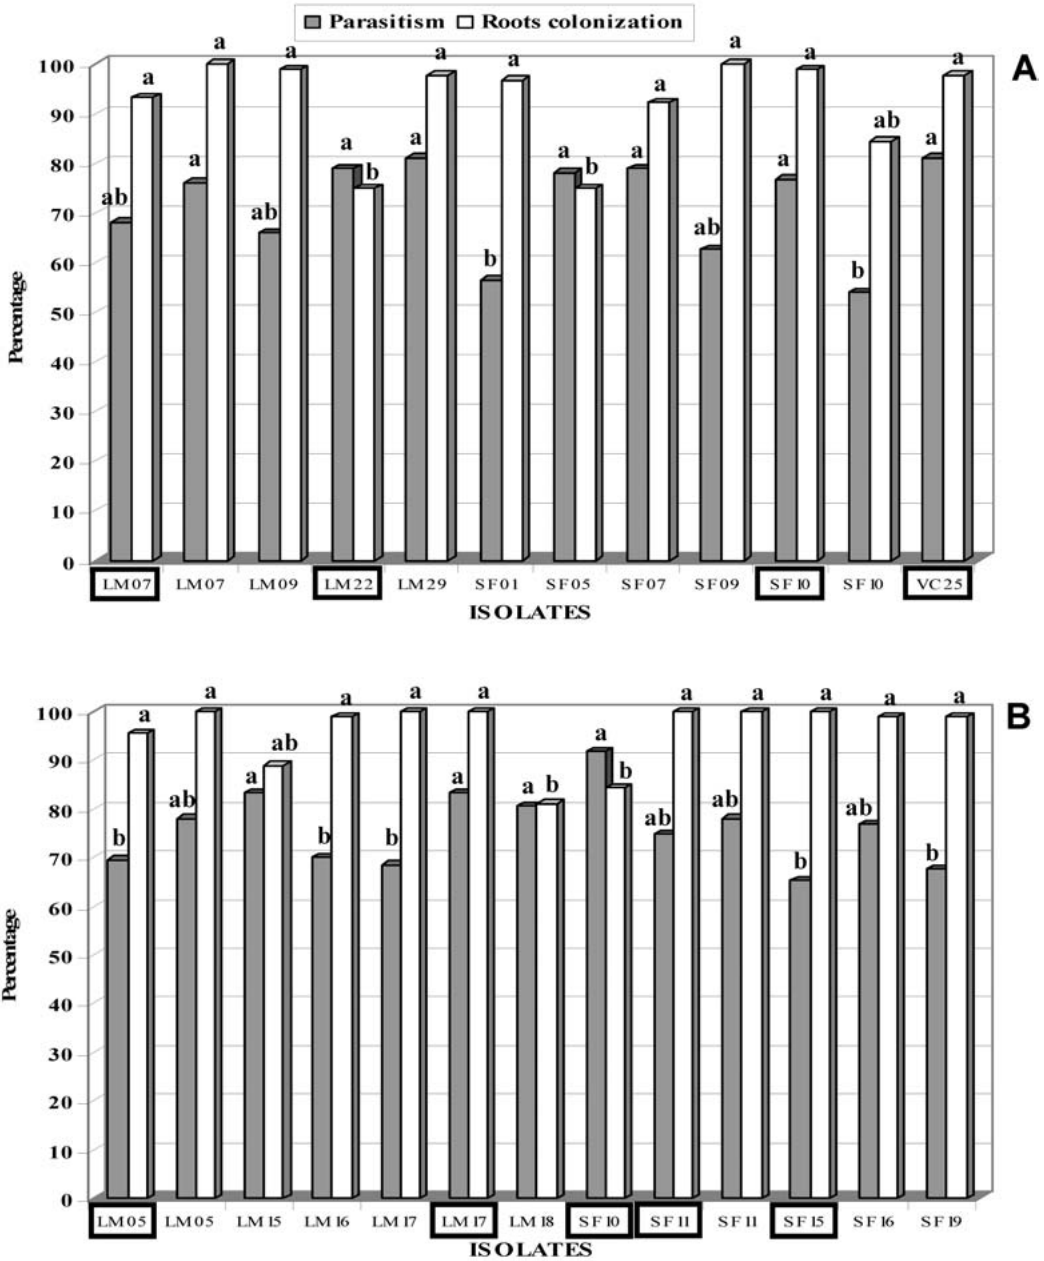 Parasitism Roots colonization
A
a a a a a a a a a
a a a a a a ab
ab a ab a b a b a ab a b a
100
90
80
70
60
50
40
30
20
10
0
Percentage
LM07 LM07 LM09 LM22 LM29 SF01 SF05 SF07 SF09 SF10 SF10 VC25
ISOLATES
B
a a ab a a a b b a a a a a
b ab a b b a a a ab ab b ab b
100
90
80
70
60
50
40
30
20
10
0
Percentage
LM05 LM05 LM15 LM16 LM17 LM17 LM18 SF10 SF11 SF11 SF15 SF16 SF19
ISOLATES